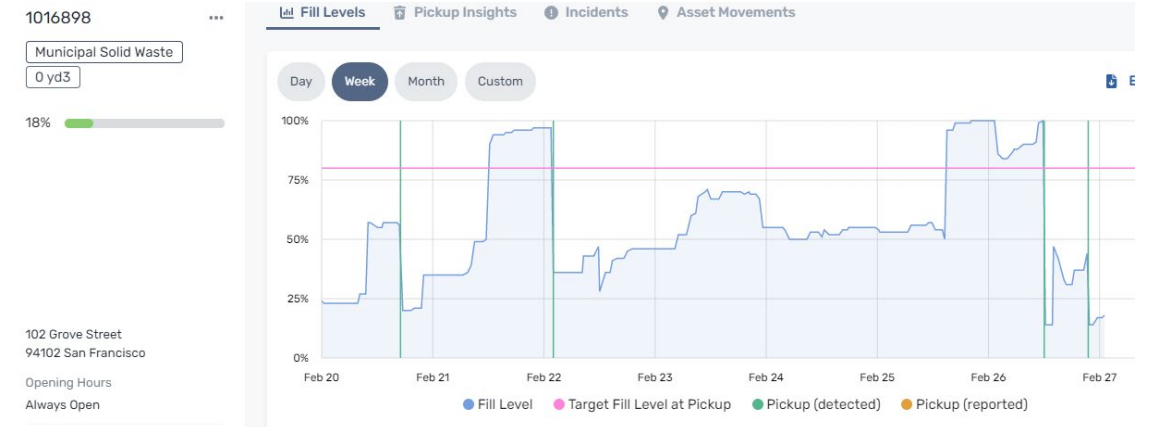 1016898
Municipal Solid Waste
0 yd3
18%
102 Grove Street
94102 San Francisco
Opening Hours
Always Open
Fill Levels Pickup Insights Incidents Asset Movements
Day Week Month Custom
E
100%
75%
50%
25%
0%
Feb 20 Feb 21 Feb 22 Feb 23 Feb 24 Feb 25 Feb 26 Feb 27
Fill Level Target Fill Level at Pickup Pickup (detected) Pickup (reported)